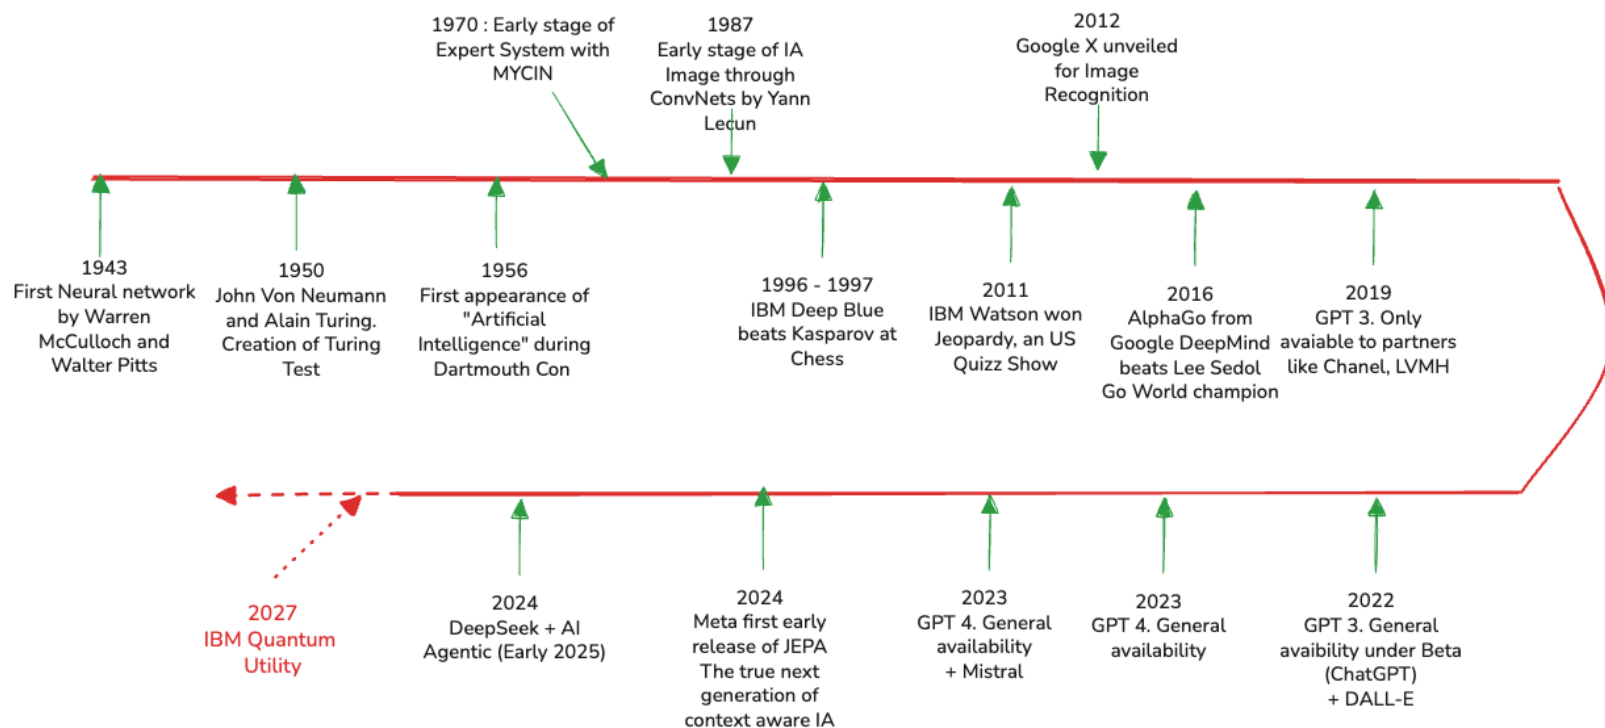 1970 : Early stage of
Expert System with
MYCIN
1987
Early stage of IA
Image through
ConvNets by Yann
Lecun
2012
Google X unveiled
for Image
Recognition
1943
First Neural network
by Warren
McCulloch and
Walter Pitts
1950
John Von Neumann
and Alain Turing.
Creation of Turing
Test
1956
First appearance of
"Artificial
Intelligence" during
Dartmouth Con
1996 - 1997
IBM Deep Blue
beats Kasparov at
Chess
2011
IBM Watson won
Jeopardy, an US
Quizz Show
2016
AlphaGo from
Google DeepMind
beats Lee Sedol
Go World champion
2019
GPT 3. Only
avaiable to partners
like Chanel, LVMH
2027
IBM Quantum
Utility
2024
DeepSeek + AI
Agentic (Early 2025)
2024
Meta first early
release of JEPA
The true next
generation of
context aware IA
2023
GPT 4. General
availability
+ Mistral
2023
GPT 4. General
availability
2022
GPT 3. General
avaibility under Beta
(ChatGPT)
+ DALL-E